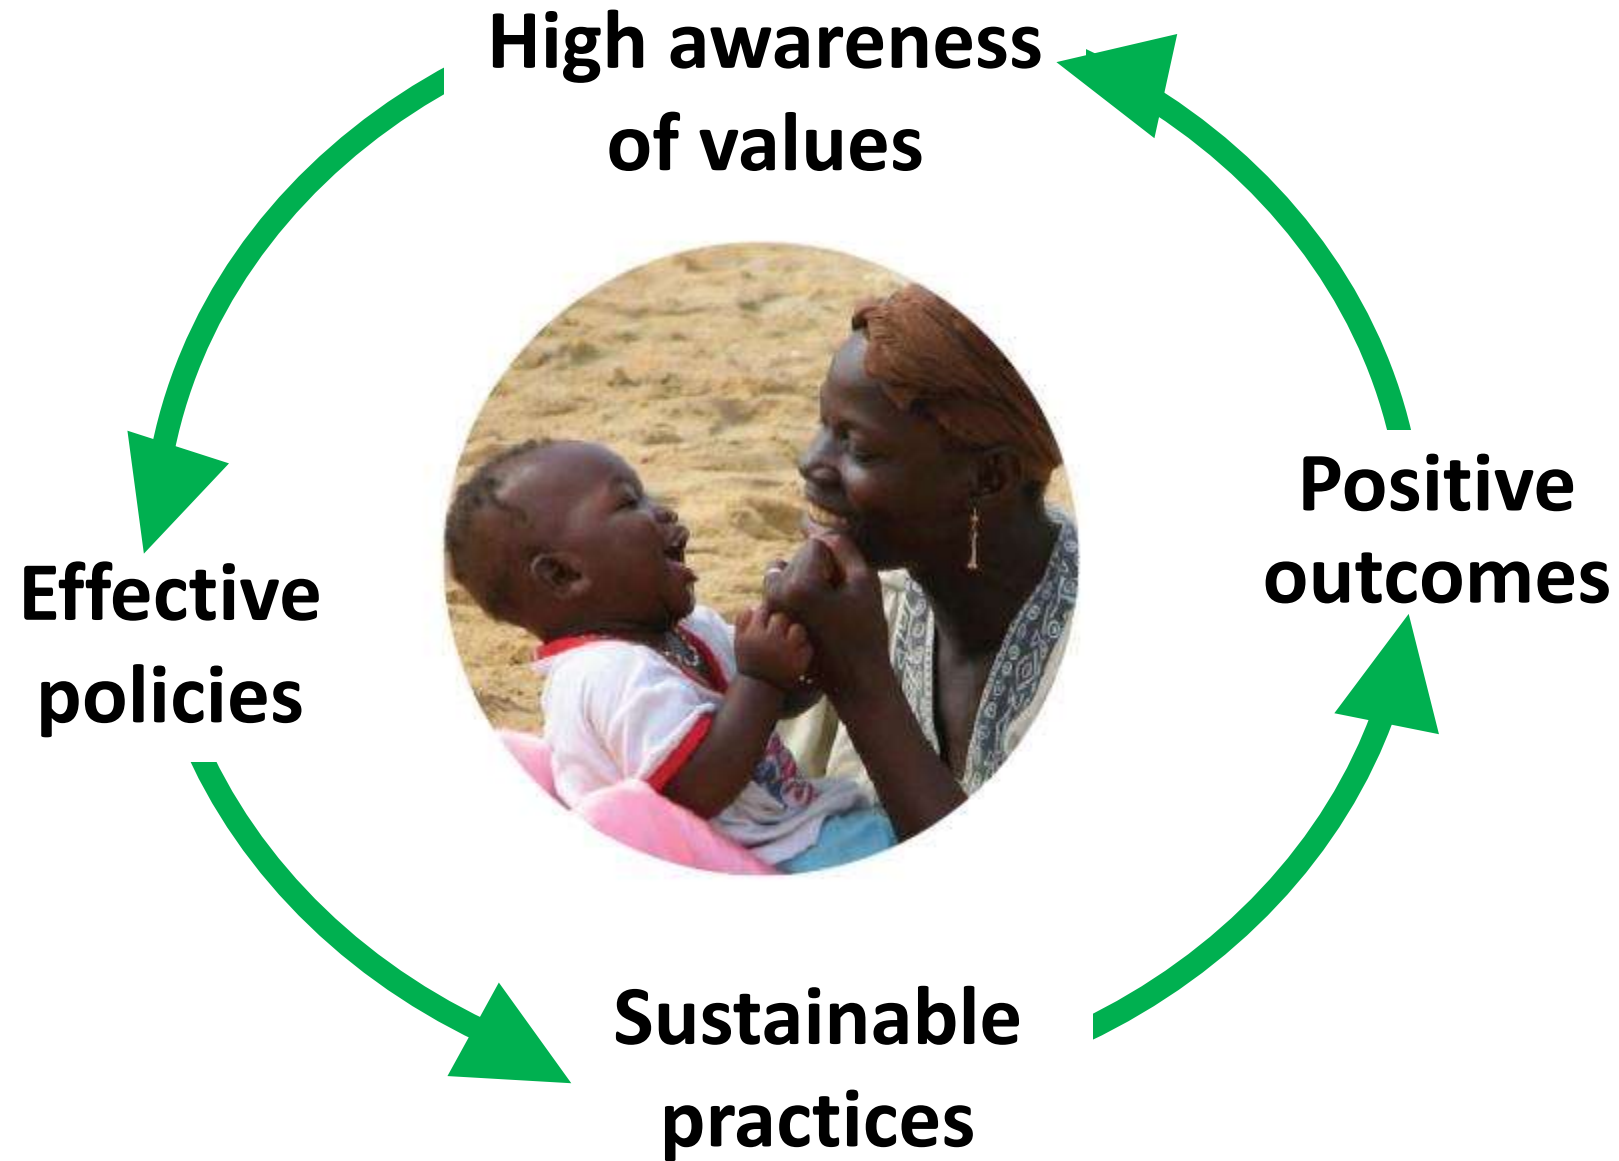 High awareness
of values
Effective
policies
Sustainable
practices
Positive
outcomes